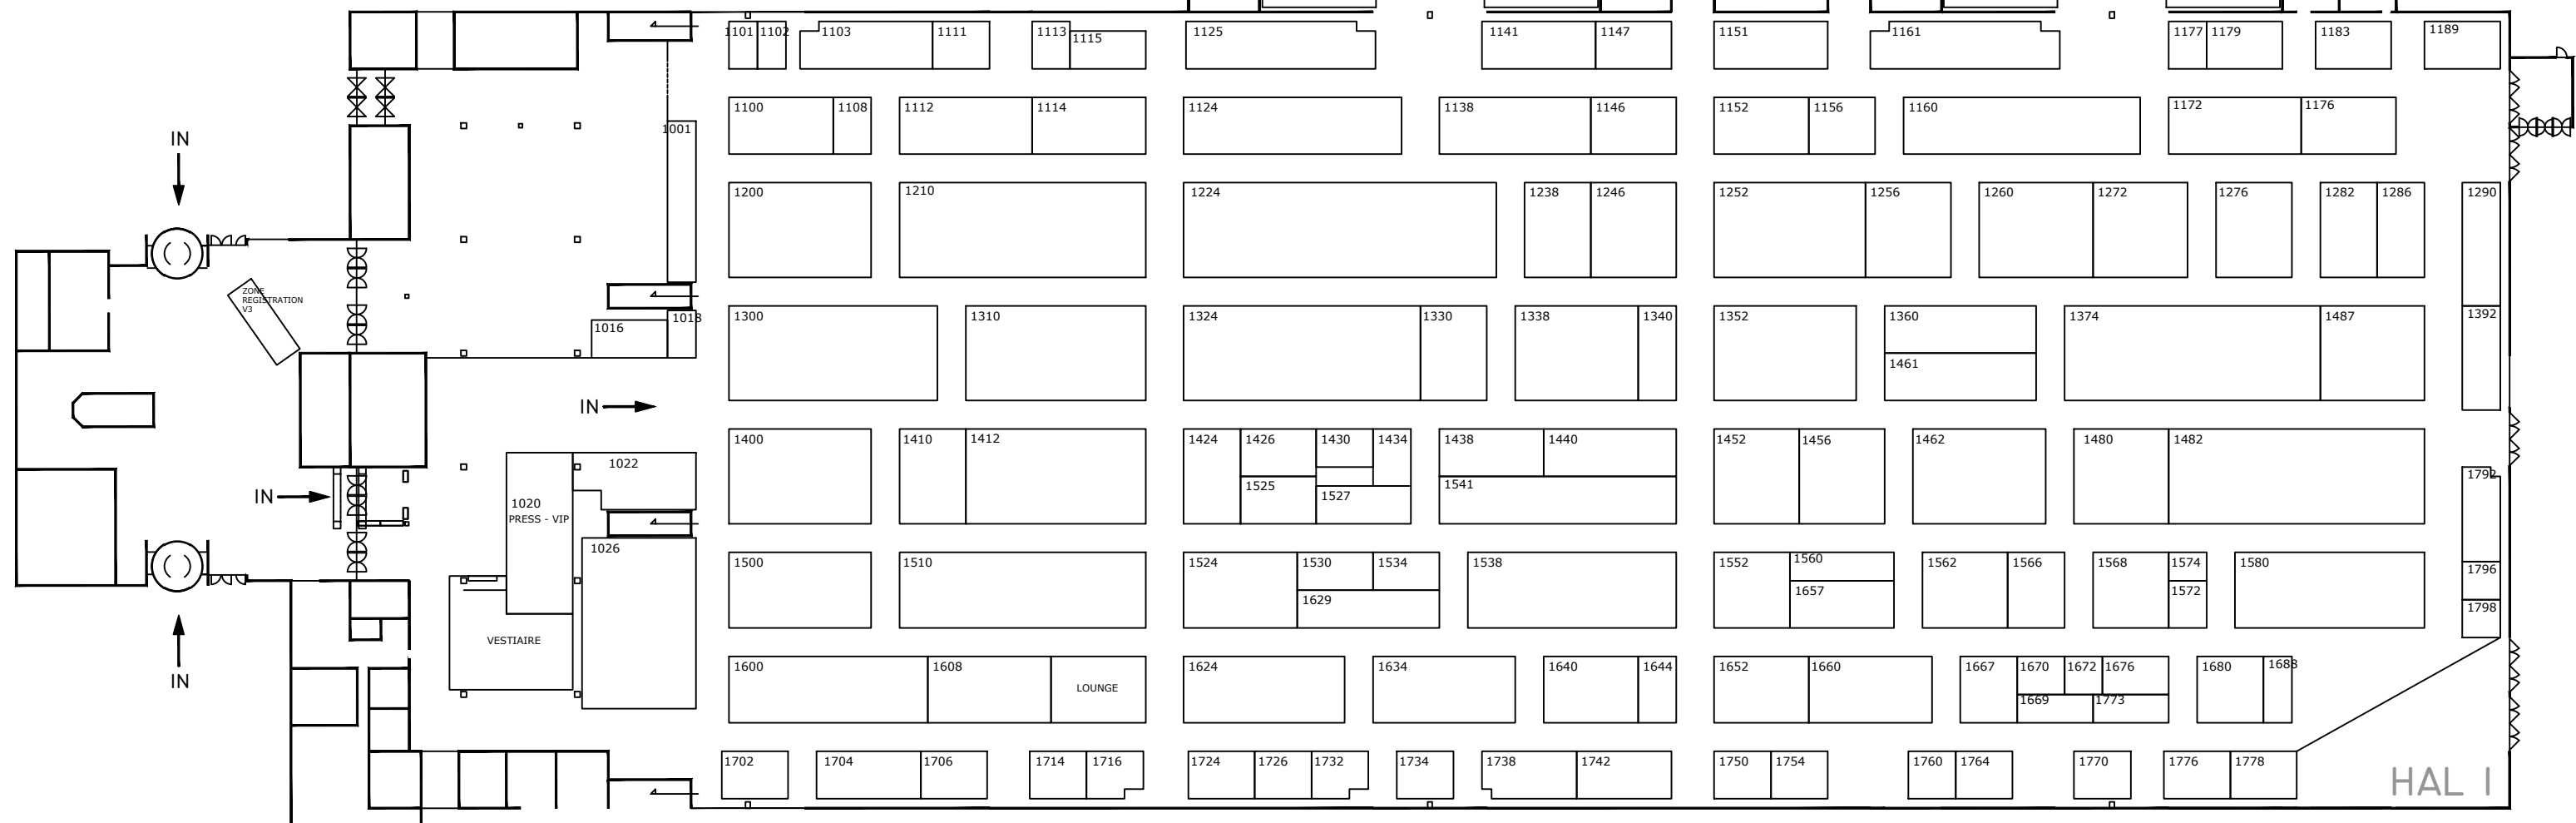 1101 1102 1103 1111 1113 1115 1125 1141 1147 1151 1161 1177 1179 1183 1189
1100 1108 1112 1114 1124 1138 1146 1152 1156 1160 1172 1176
1001
IN
1200 1210 1224 1238 1246 1252 1256 1260 1272 1276 1282 1286 1290
ZONE
REGISTRATION
V3
1016 1018
1300 1310 1324 1330 1338 1340 1352 1360 1374 1487 1392
1461
IN
1400 1410 1412 1424 1426 1430 1434 1438 1440 1452 1456 1462 1480 1482
1022
1792
1525 1527 1541
IN
1020
PRESS - VIP
1026
1500 1510 1524 1530 1534 1538 1552 1560 1562 1566 1568 1574 1580 1796
1629 1657 1572 1798
VESTIAIRE
IN
1600 1608 1624 1634 1640 1644 1652 1660 1667 1670 1672 1676 1680 1688
LOUNGE
1669 1773
1702 1704 1706 1714 1716 1724 1726 1732 1734 1738 1742 1750 1754 1760 1764 1770 1776 1778
HAL 1